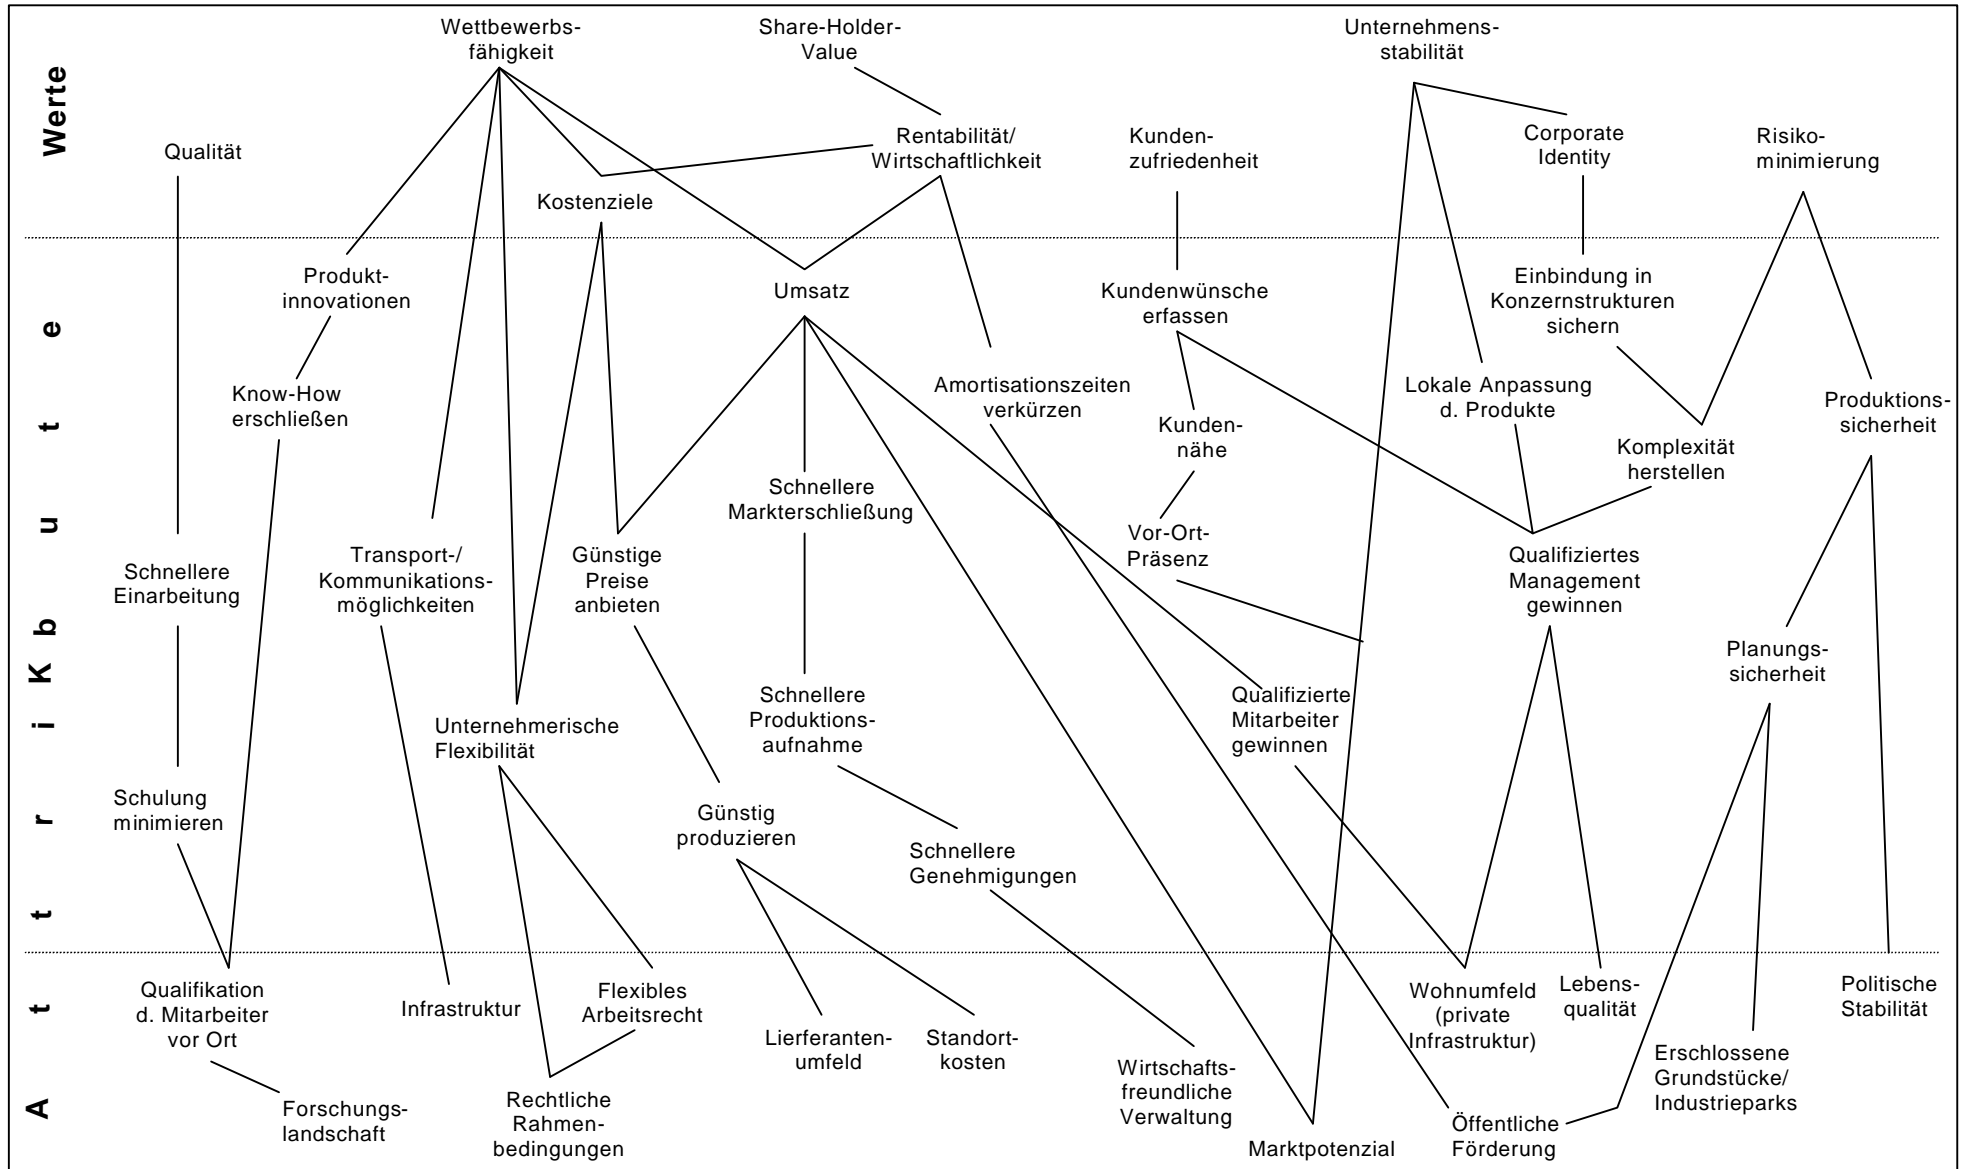 Wettbewerbs-
fähigkeit
Share-Holder-
Value
Unternehmens-
stabilität
Werte
Qualität
Rentabilität/
Wirtschaftlichkeit
Kunden-
zufriedenheit
Corporate
Identity
Risiko-
minimierung
Kostenziele
Produkt-
innovationen
Umsatz
Kundenwünsche
erfassen
Einbindung in
Konzernstrukturen
sichern
Know-How
erschließen
Amortisationszeiten
verkürzen
Kunden-
nähe
Lokale Anpassung
d. Produkte
Komplexität
herstellen
Produktions-
sicherheit
Schnellere
Markterschließung
Vor-Ort-
Präsenz
Schnellere
Einarbeitung
Transport-/
Kommunikations-
möglichkeiten
Günstige
Preise
anbieten
Qualifiziertes
Management
gewinnen
Planungs-
sicherheit
Unternehmerische
Flexibilität
Schnellere
Produktions-
aufnahme
Qualifizierte
Mitarbeiter
gewinnen
Schulung
minimieren
Günstig
produzieren
Schnellere
Genehmigungen
A t t r i K b u t e
Qualifikation
d. Mitarbeiter
vor Ort
Infrastruktur
Flexibles
Arbeitsrecht
Lierferanten-
umfeld
Standort-
kosten
Wirtschafts-
freundliche
Verwaltung
Wohnumfeld
(private
Infrastruktur)
Lebens-
qualität
Erschlossene
Grundstücke/
Industrieparks
Politische
Stabilität
Forschungs-
landschaft
Rechtliche
Rahmen-
bedingungen
Marktpotenzial
Öffentliche
Förderung